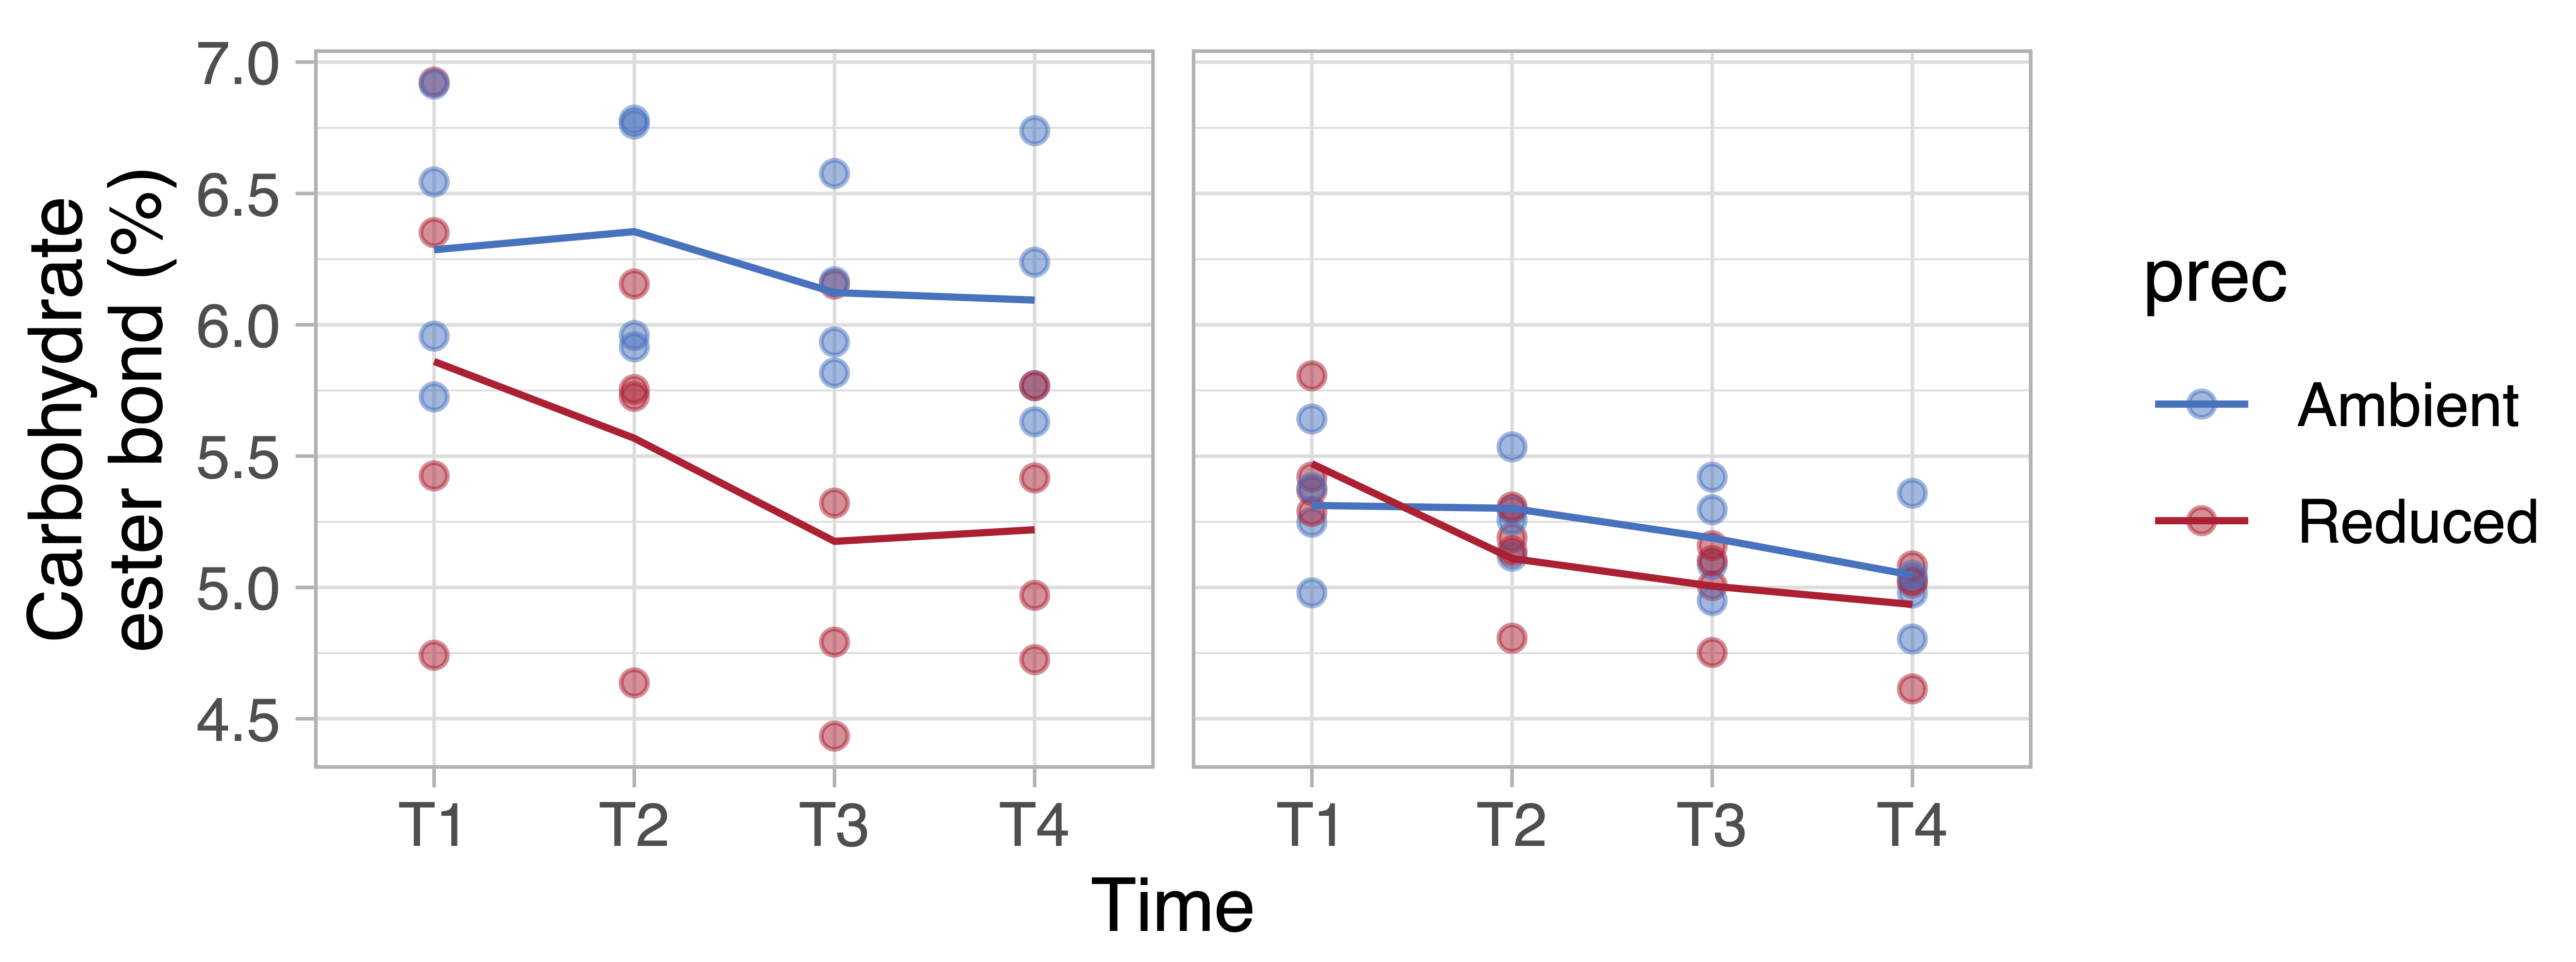 Carbohydrate
ester bond (%)
7.0
6.5
6.0
5.5
5.0
4.5
T1 T2 T3 T4 T1 T2 T3 T4
Time
prec
Ambient
Reduced